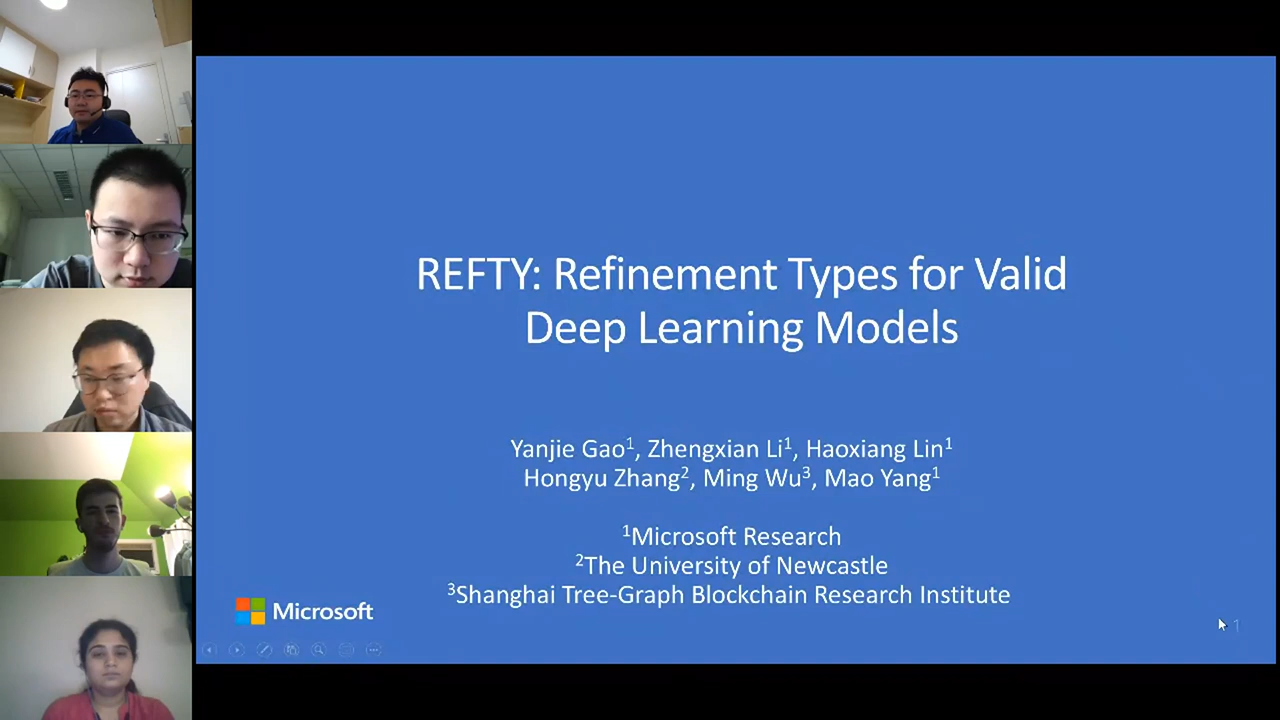 REFTY: Refinement Types for Valid
Deep Learning Models
Yanjie Gao¹, Zhengxian Li¹, Haoxiang Lin¹
Hongyu Zhang², Ming Wu³, Mao Yang¹
¹Microsoft Research
²The University of Newcastle
³Shanghai Tree-Graph Blockchain Research Institute
Microsoft
1